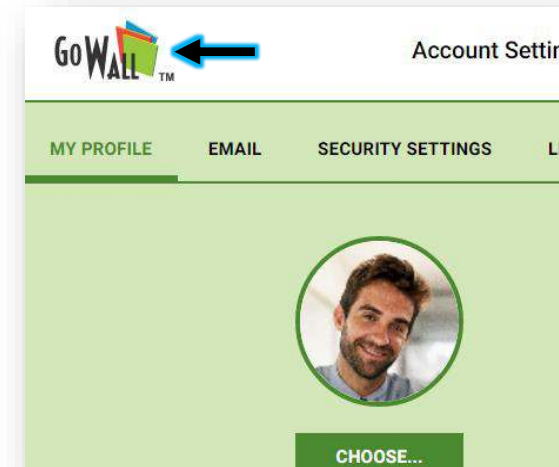 GOWALL TM
Account Settin
MY PROFILE EMAIL SECURITY SETTINGS L
CHOOSE...